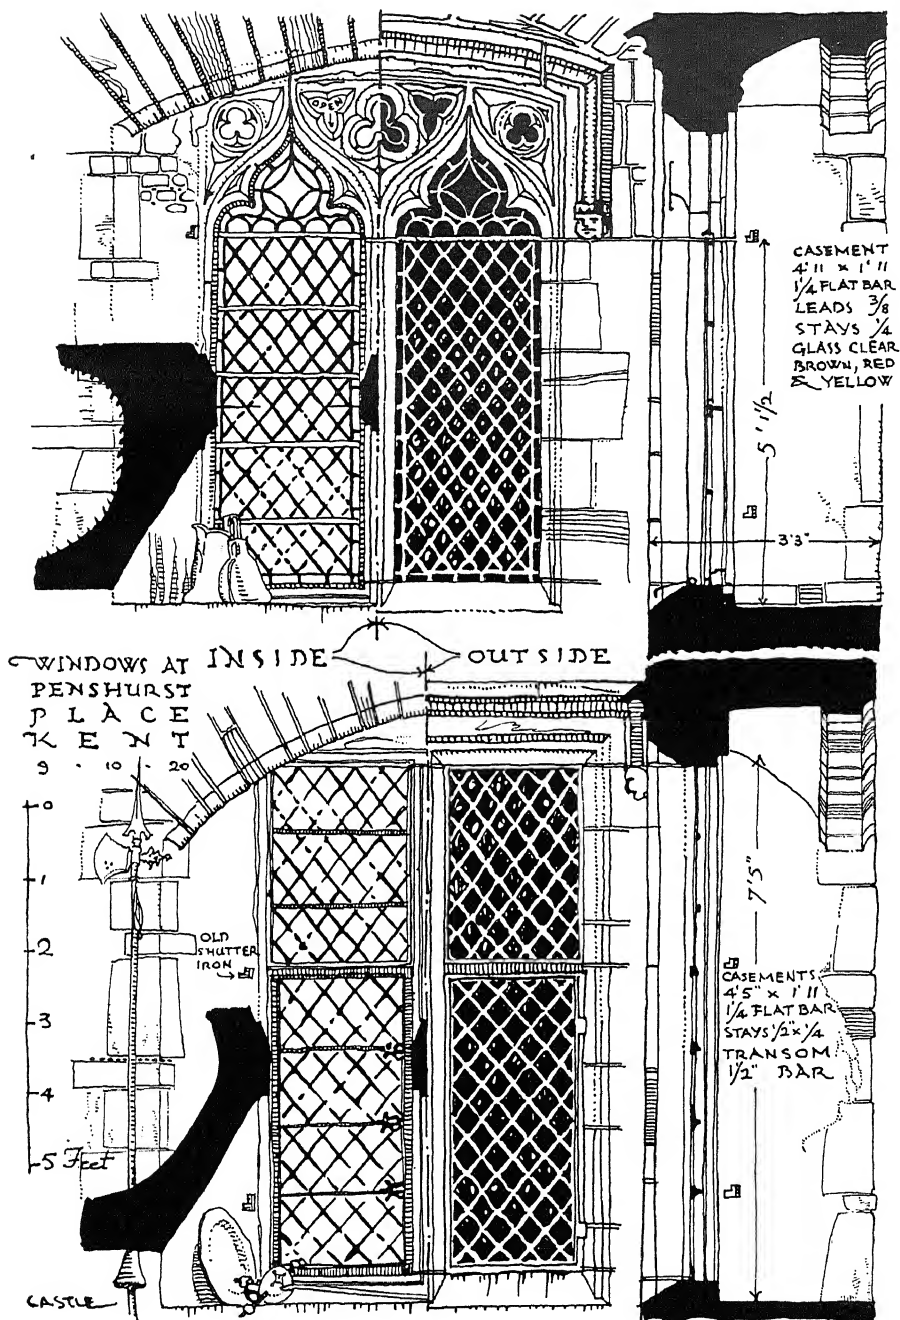 CASEMENT
4' 11 x 1' 11
1/4 FLAT BAR
LEADS 3/8
STAYS 1/4
GLASS CLEAR
BROWN, RED
& YELLOW
5' 1 1/2
3'3"
INSIDE
OUTSIDE
WINDOWS AT
PENSHURST
PLACE
KENT
9 . 10 . 20
0
1
2
3
4
5 Feet
OLD
SHUTTER
IRON
7'5"
CASEMENTS
4'5" x 1' 11
1/4 FLAT BAR
STAYS 1/2 x 1/4
TRANSOM
1/2" BAR
CASTLE